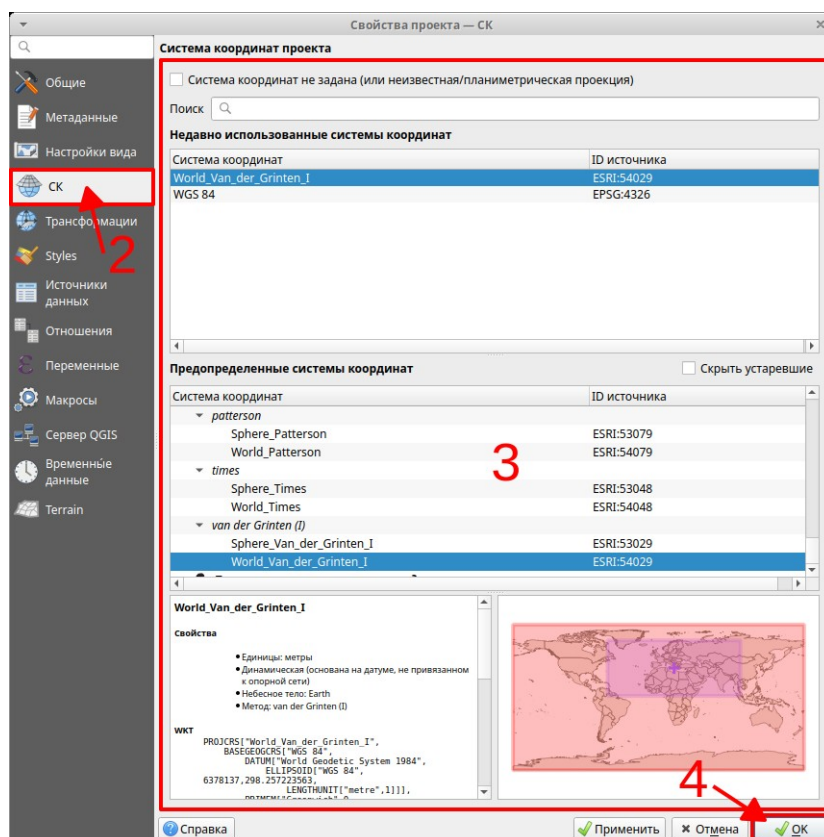 Свойства проекта — СК
Система координат проекта
Общие
Метаданные
Настройки вида
СК
Трансформации
Styles
Источники
данных
Отношения
Переменные
Макросы
Сервер QGIS
Временны́е
данные
Terrain
2
Система координат не задана (или неизвестная/планиметрическая проекция)
Поиск
Недавно использованные системы координат
Система координат ID источника
World_Van_der_Grinten_I ESRI:54029
WGS 84 EPSG:4326
Предопределенные системы координат Скрыть устаревшие
Система координат ID источника
patterson
Sphere_Patterson ESRI:53079
World_Patterson ESRI:54079
times
Sphere_Times ESRI:53048
World_Times ESRI:54048
van der Grinten (I)
Sphere_Van_der_Grinten_I ESRI:53029
World_Van_der_Grinten_I ESRI:54029
3
World_Van_der_Grinten_I
Свойства
• Единицы: метры
• Динамическая (основана на датуме, не привязанном
к опорной сети)
• Небесное тело: Earth
• Метод: van der Grinten (I)
WKT
PROJCRS["World_Van_der_Grinten_I",
BASEGEOGCRS["WGS 84",
DATUM["World Geodetic System 1984",
ELLIPSOID["WGS 84",
6378137,298.257223563,
LENGTHUNIT["metre",1]]],
4
Справка Применить Отмена OK